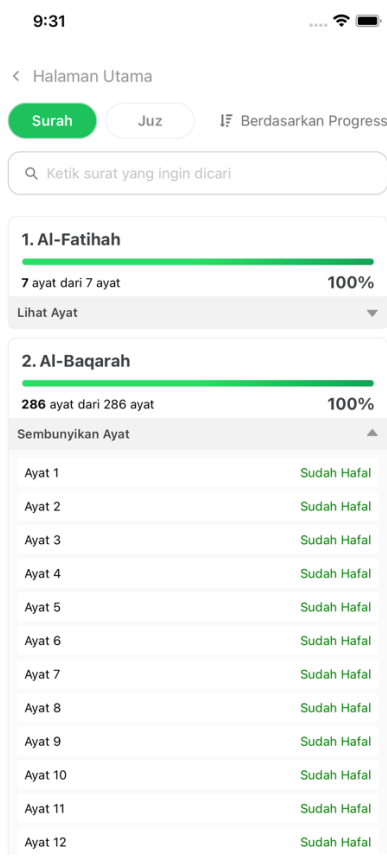 9:31
Halaman Utama
Surah Juz Berdasarkan Progress
Ketik surat yang ingin dicari
1. Al-Fatihah
7 ayat dari 7 ayat 100%
Lihat Ayat
2. Al-Baqarah
286 ayat dari 286 ayat 100%
Sembunyikan Ayat
Ayat 1 Sudah Hafal
Ayat 2 Sudah Hafal
Ayat 3 Sudah Hafal
Ayat 4 Sudah Hafal
Ayat 5 Sudah Hafal
Ayat 6 Sudah Hafal
Ayat 7 Sudah Hafal
Ayat 8 Sudah Hafal
Ayat 9 Sudah Hafal
Ayat 10 Sudah Hafal
Ayat 11 Sudah Hafal
Ayat 12 Sudah Hafal